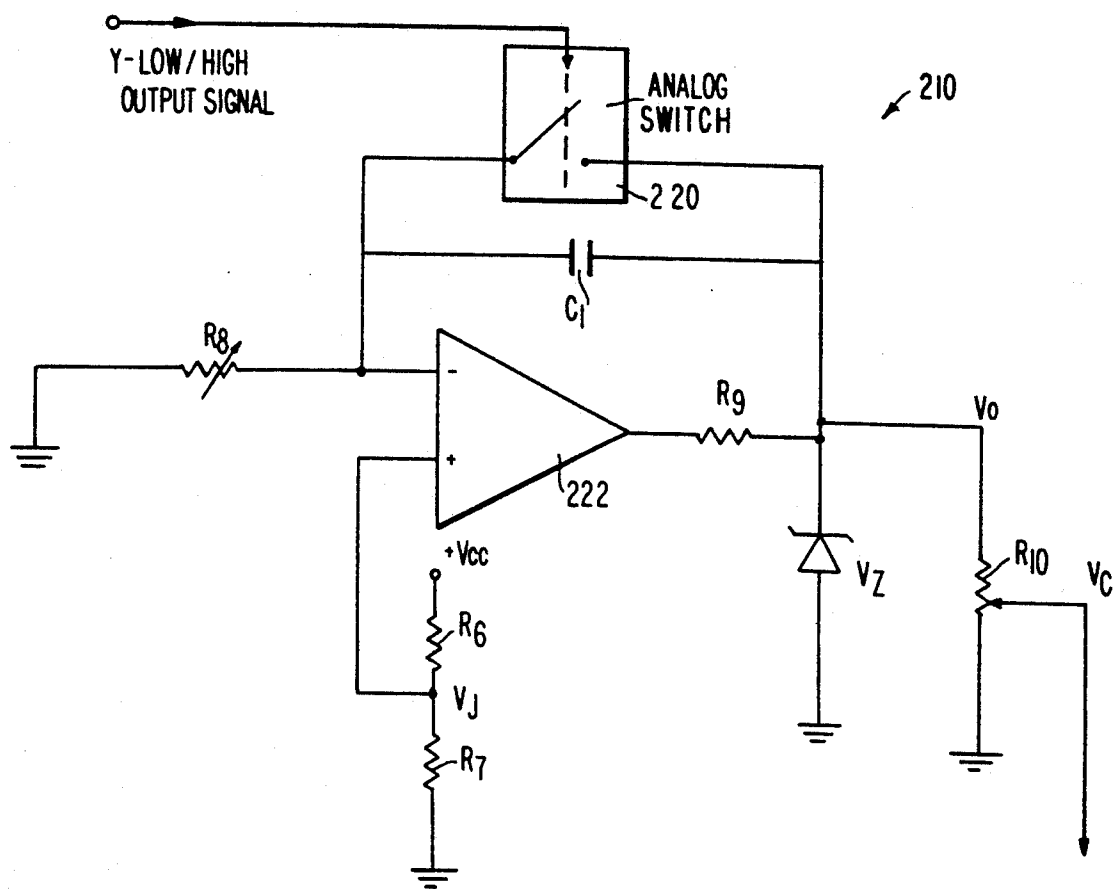 Y-LOW/HIGH
OUTPUT SIGNAL
ANALOG
SWITCH
210
220
C1
R8
-
+
222
R9
Vo
+Vcc
R6
VJ
R7
VZ
R10
VC